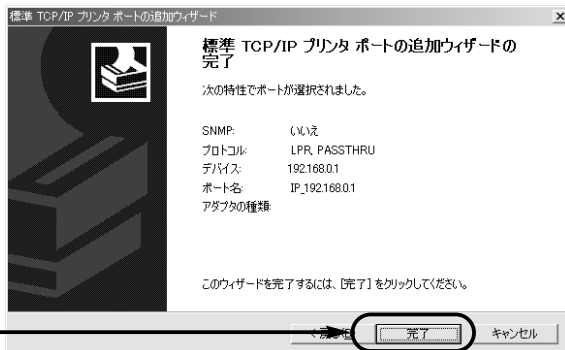 標準 TCP/IP プリンタ ポートの追加ウィザード
標準 TCP/IP プリンタ ポートの追加ウィザードの
完了
次の特性でポートが選択されました。
SNMP: いいえ
プロトコル: LPR, PASSTHRU
デバイス: 192.168.0.1
ポート名: IP_192.168.0.1
アダプタの種類:
このウィザードを完了するには、[完了] をクリックしてください。
完了 キャンセル